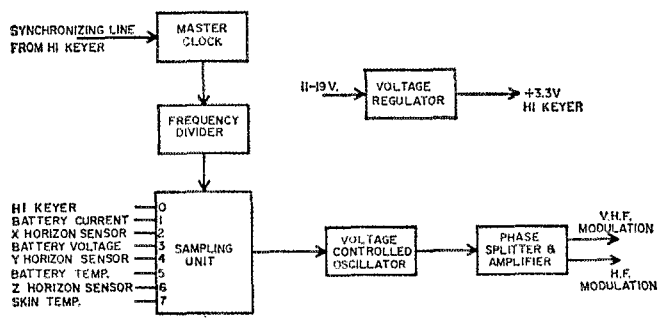 SYNCHRONIZING LINE
FROM HI KEYER
MASTER
CLOCK
11-19V.
VOLTAGE
REGULATOR
+3.3V
HI KEYER
FREQUENCY
DIVIDER
HI KEYER
BATTERY CURRENT
X HORIZON SENSOR
BATTERY VOLTAGE
Y HORIZON SENSOR
BATTERY TEMP.
Z HORIZON SENSOR
SKIN TEMP.
0
1
2
3
4
5
6
7
SAMPLING
UNIT
VOLTAGE
CONTROLLED
OSCILLATOR
PHASE
SPLITTER &
AMPLIFIER
V.H.F.
MODULATION
H.F.
MODULATION